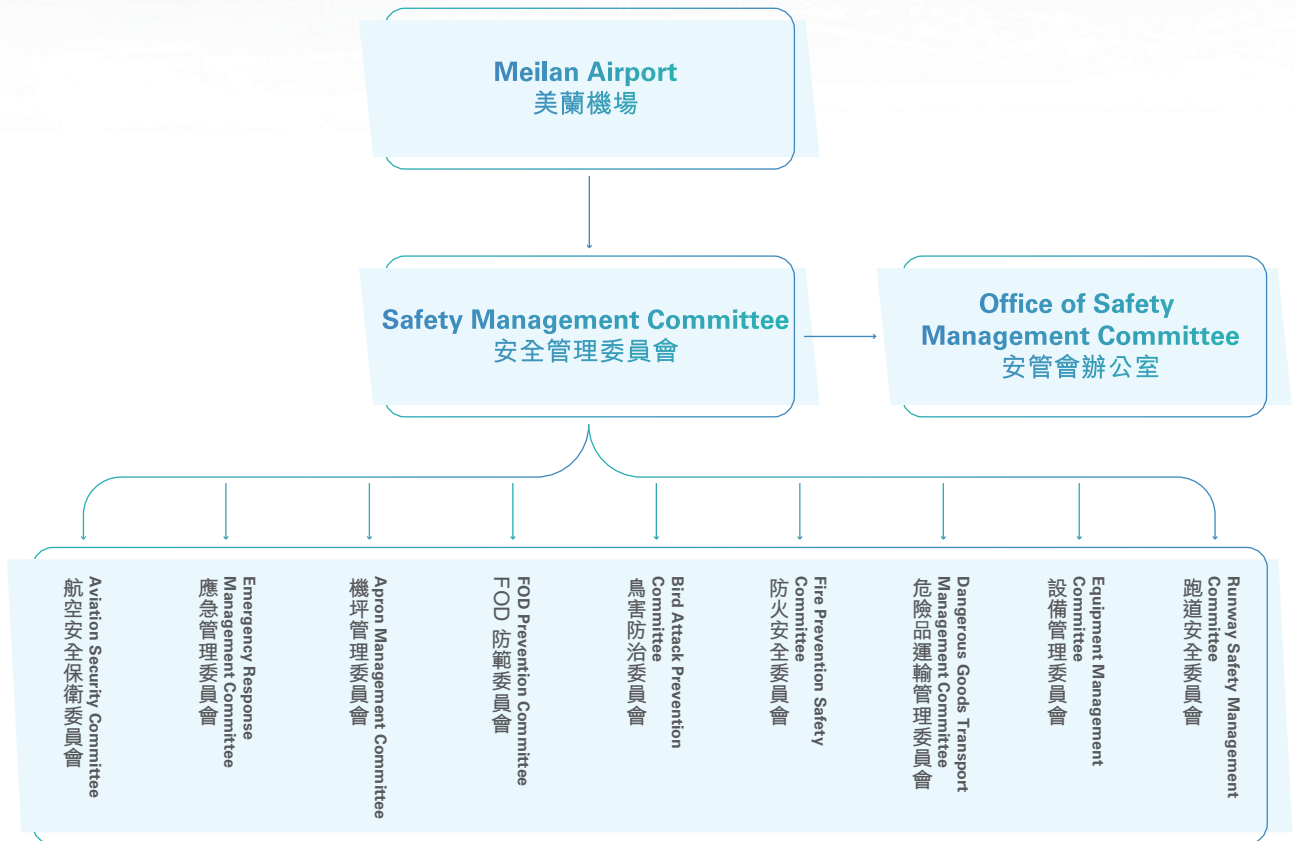 Meilan Airport
美蘭機場
Safety Management Committee
安全管理委員會
Office of Safety
Management Committee
安管會辦公室
Aviation Security Committee
航空安全保衛委員會
Emergency Response
Management Committee
應急管理委員會
Apron Management Committee
機坪管理委員會
FOD Prevention Committee
FOD 防範委員會
Bird Attack Prevention
Committee
鳥害防治委員會
Fire Prevention Safety
Committee
防火安全委員會
Dangerous Goods Transport
Management Committee
危險品運輸管理委員會
Equipment Management
Committee
設備管理委員會
Runway Safety Management
Committee
跑道安全委員會